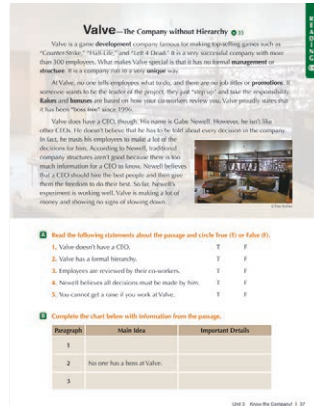 Valve—The Company without Hierarchy 33
Valve is a game development company famous for making top-selling games such as
"Counter-Strike," "Half-Life," and "Left 4 Dead." It is a very successful company with more
than 300 employees. What makes Valve special is that it has no formal management or
structure. It is a company run in a very unique way.
At Valve, no one tells employees what to do, and there are no job titles or promotions. If
someone wants to be the leader of the project, they just "step up" and take the responsibility.
Raises and bonuses are based on how your coworkers review you. Valve proudly states that
it has been "boss free" since 1996.
Valve does have a CEO, though. His name is Gabe Newell. However, he isn't like
other CEOs. He doesn't believe that he has to be told about every decision in the company.
In fact, he trusts his employees to make a lot of the
decisions for him. According to Newell, traditional
company structures aren't good because there is too
much information for a CEO to know. Newell believes
that a CEO should hire the best people and then give
them the freedom to do their best. So far, Newell's
experiment is working well. Valve is making a lot of
money and showing no signs of slowing down.
READING
A Read the following statements about the passage and circle True (T) or False (F).
1. Valve doesn't have a CEO. T F
2. Valve has a formal hierarchy. T F
3. Employees are reviewed by their co-workers. T F
4. Newell believes all decisions must be made by him. T F
5. You cannot get a raise if you work at Valve. T F
B Complete the chart below with information from the passage.
Paragraph Main Idea Important Details
1
2 No one has a boss at Valve.
3
Unit 3 Know the Company! 37